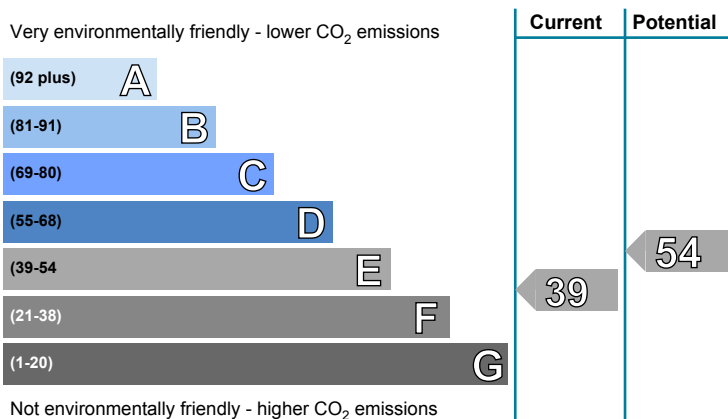 Very environmentally friendly - lower CO2 emissions
Current
Potential
(92 plus) A
(81-91) B
(69-80) C
(55-68) D
(39-54 E
(21-38) F
(1-20) G
39
54
Not environmentally friendly - higher CO2 emissions